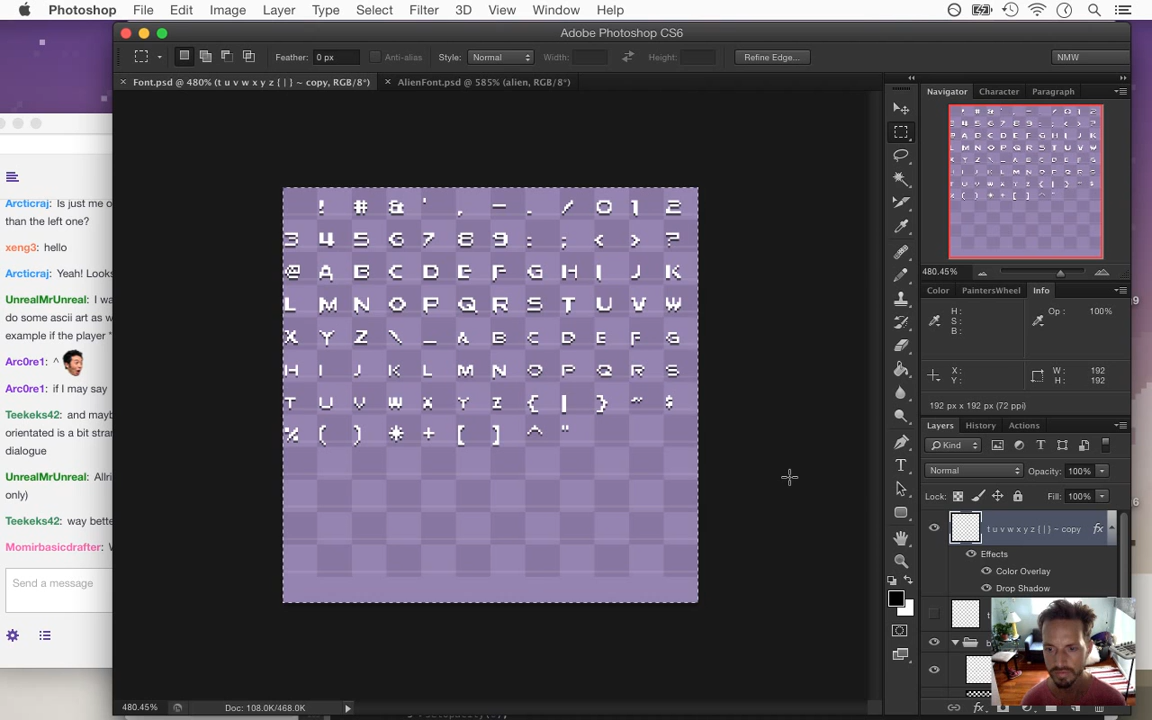 Photoshop File Edit Image Layer Type Select Filter 3D View Window Help
Adobe Photoshop CS6
Feather: 0 px Anti-alias Style: Normal Width: Height: Refine Edge... NMW
Font.psd @ 480% (t u v w x y z { | } ~ copy, RGB/8*) AlienFont.psd @ 585% (alien, RGB/8*)
Arcticraj: Is just me o
than the left one?
xeng3: hello
Arcticraj: Yeah! Looks
UnrealMrUnreal: I wa
do some ascii art as w
example if the player "
Arc0re1: ^
Arc0re1: if I may say
Teekeks42: and mayb
orientated is a bit stran
dialogue
UnrealMrUnreal: Allri
only)
Teekeks42: way bette
Momirbasicdrafter: W
Send a message
! # & ' , - . / 0 1 2
3 4 5 6 7 8 9 : ; < > ?
@ A B C D E F G H I J K
L M N O P Q R S T U V W
X Y Z \ _ A B C D E F G
H I J K L M N O P Q R S
T U V W X Y Z { | } ~ $
% ( ) * + [ ] ^ "
Navigator Character Paragraph
480.45%
Color PaintersWheel Info
H: Op: 100%
S:
B:
X: W: 192
Y: H: 192
192 px x 192 px (72 ppi)
Layers History Actions
Kind
Normal Opacity: 100%
Lock: Fill: 100%
t u v w x y z { | } ~ copy fx
Effects
Color Overlay
Drop Shadow
480.45% Doc: 108.0K/468.0K